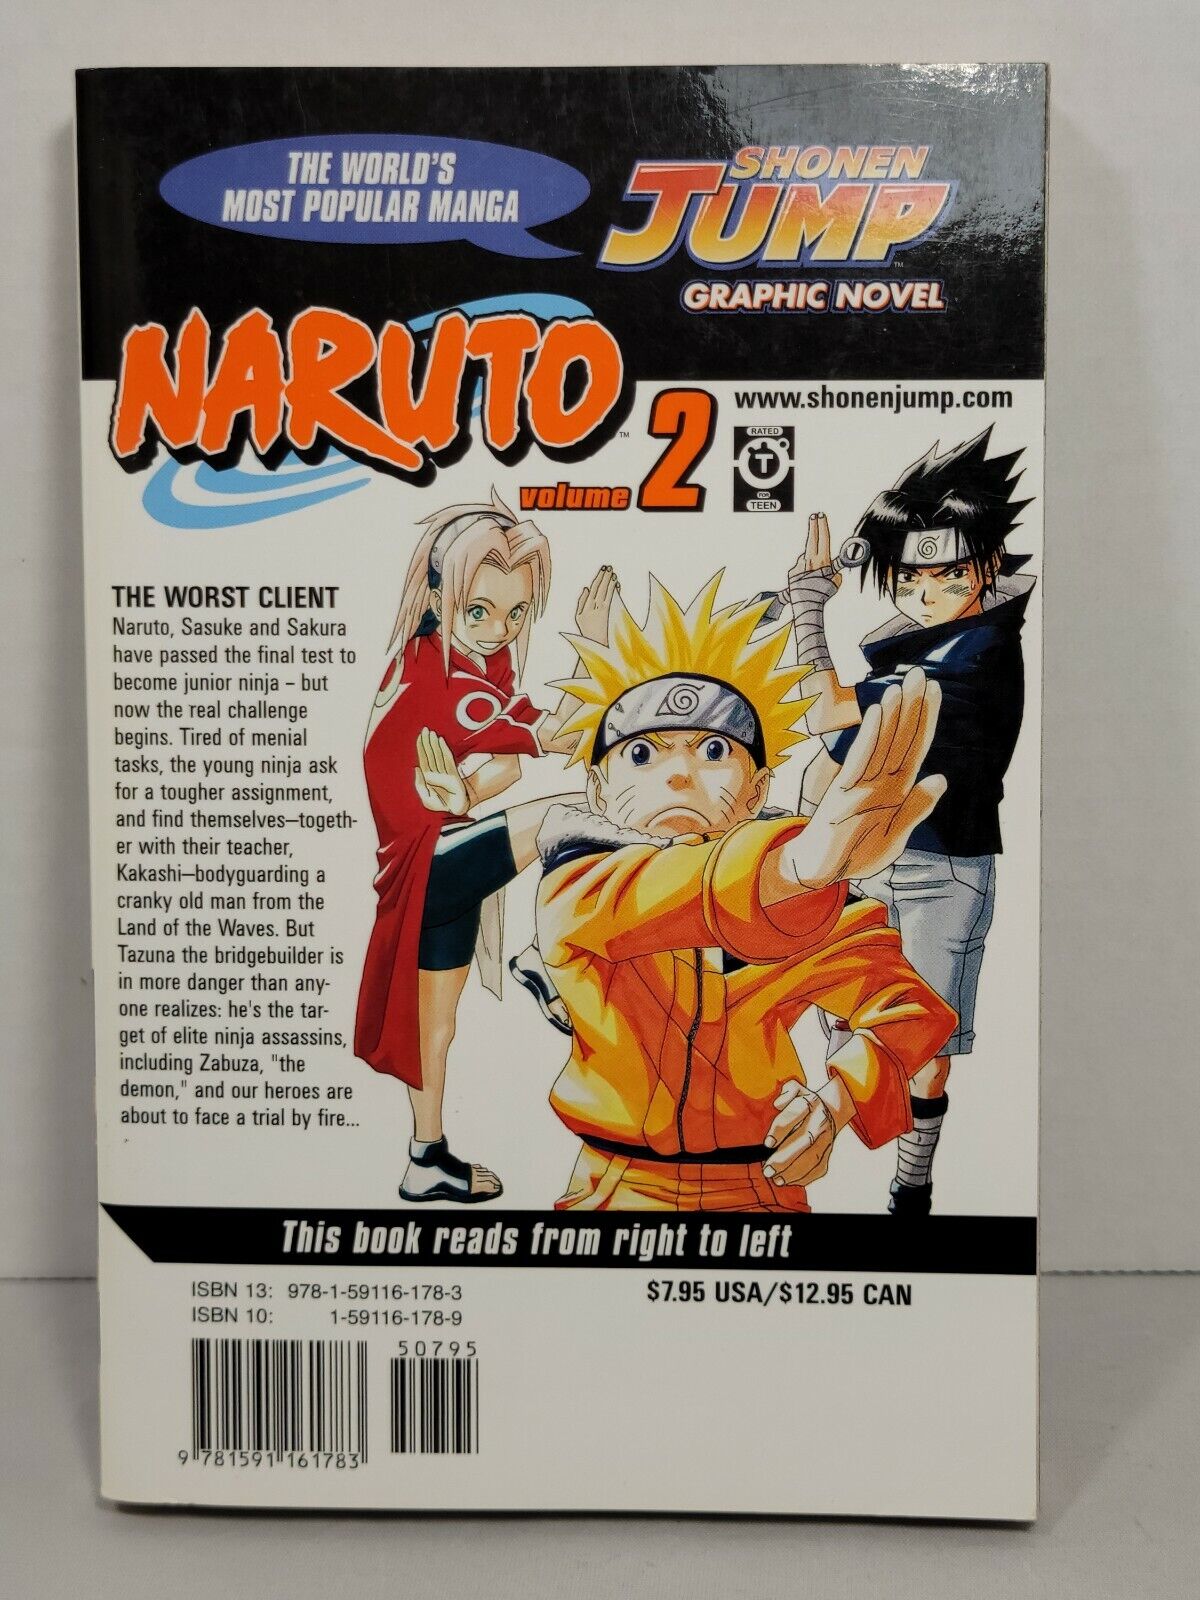 THE WORLD'S
MOST POPULAR MANGA
SHONEN
JUMP™
GRAPHIC NOVEL
NARUTO™
volume 2
www.shonenjump.com
RATED
T
FOR
TEEN
THE WORST CLIENT
Naruto, Sasuke and Sakura
have passed the final test to
become junior ninja – but
now the real challenge
begins. Tired of menial
tasks, the young ninja ask
for a tougher assignment,
and find themselves—togeth-
er with their teacher,
Kakashi—bodyguarding a
cranky old man from the
Land of the Waves. But
Tazuna the bridgebuilder is
in more danger than any-
one realizes: he's the tar-
get of elite ninja assassins,
including Zabuza, "the
demon," and our heroes are
about to face a trial by fire...
This book reads from right to left
ISBN 13: 978-1-59116-178-3
ISBN 10: 1-59116-178-9
$7.95 USA/$12.95 CAN
50795
9 781591 161783